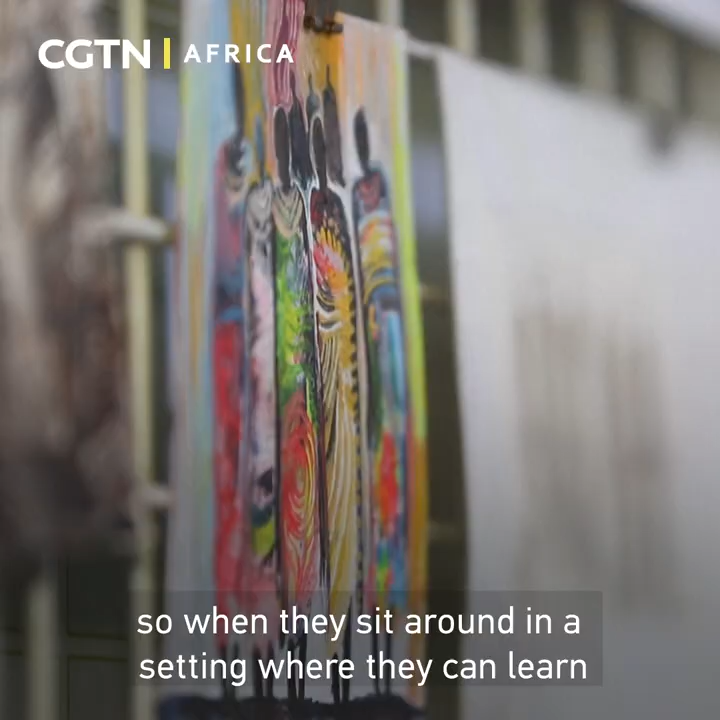 CGTN | AFRICA
so when they sit around in a
setting where they can learn